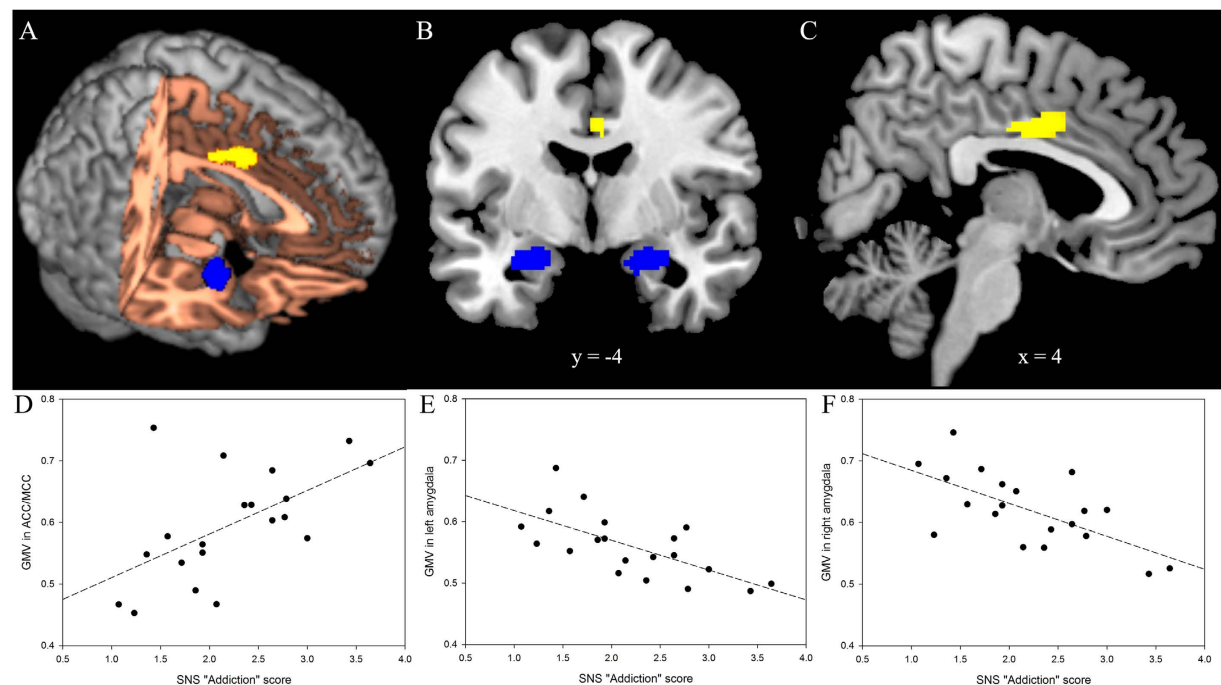 A
B
C
y = -4
x = 4
D
0.8
0.7
0.6
0.5
0.4
GMV in ACC/MCC
0.5 1.0 1.5 2.0 2.5 3.0 3.5 4.0
SNS "Addiction" score
E
0.8
0.7
0.6
0.5
0.4
GMV in left amygdala
0.5 1.0 1.5 2.0 2.5 3.0 3.5 4.0
SNS "Addiction" score
F
0.8
0.7
0.6
0.5
0.4
GMV in right amygdala
0.5 1.0 1.5 2.0 2.5 3.0 3.5 4.0
SNS "Addiction" score